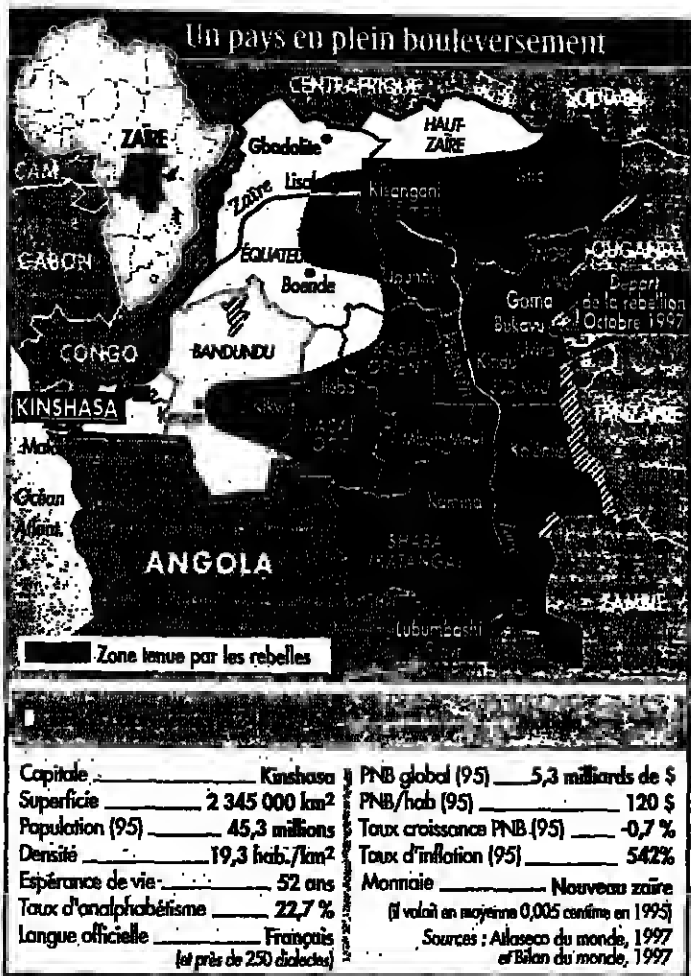 Un pays en plein bouleversement
CENTRAFRIQUE
HAUT-
ZAÏRE
ZAÏRE
Gbadolite
CAM
Zaïre
Kisangani
GABON
ÉQUATEUR
OUGANDA
Boende
Départ
de la rébellion
Octobre 1997
Goma
Bukavu
CONGO
BANDUNDU
Kindu
KINSHASA
Kikwit
Océan
ANGOLA
SHABA
ZAMBIE
Lubumbashi
Zone tenue par les rebelles
Capitale Kinshasa
Superficie 2 345 000 km²
Population (95) 45,3 millions
Densité 19,3 hab./km²
Espérance de vie 52 ans
Taux d'analphabétisme 22,7 %
Langue officielle Français
(et près de 250 dialectes)
PNB global (95) 5,3 milliards de $
PNB/hab (95) 120 $
Taux croissance PNB (95) -0,7 %
Taux d'inflation (95) 542%
Monnaie Nouveau zaïre
(il valait en moyenne 0,005 centime en 1995)
Sources : Atlaseco du monde, 1997
et Bilan du monde, 1997